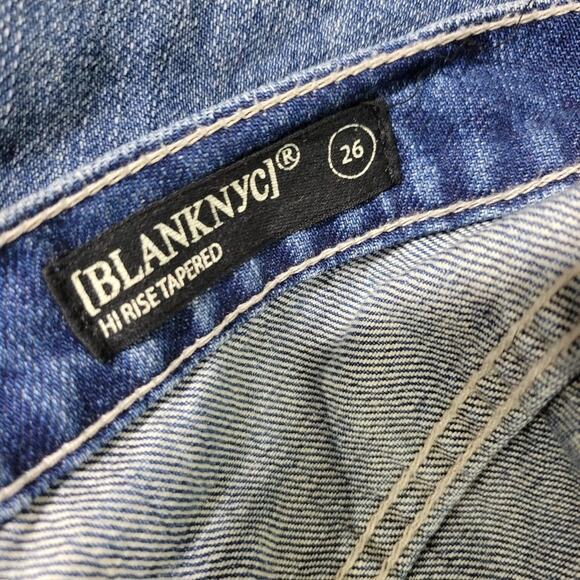 [BLANKNYC]®
HI RISE TAPERED
26